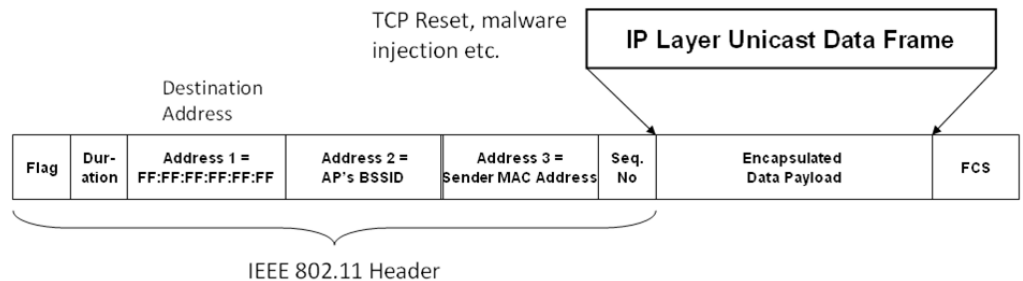 TCP Reset, malware
injection etc.
IP Layer Unicast Data Frame
Destination
Address
Flag
Dur-
ation
Address 1 =
FF:FF:FF:FF:FF:FF
Address 2 =
AP's BSSID
Address 3 =
Sender MAC Address
Seq.
No
Encapsulated
Data Payload
FCS
IEEE 802.11 Header